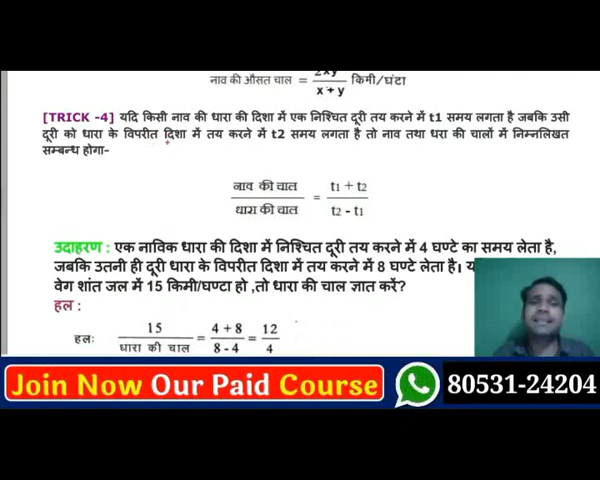 नाव की औसत चाल = 2xy / x + y किमी/घंटा
[TRICK -4] यदि किसी नाव की धारा की दिशा में एक निश्चित दूरी तय करने में t1 समय लगता है जबकि उसी
दूरी को धारा के विपरीत दिशा में तय करने में t2 समय लगता है तो नाव तथा धरा की चालों में निम्नलिखत
सम्बन्ध होगा-
नाव की चाल / धारा की चाल = t₁ + t₂ / t₂ - t₁
उदाहरण : एक नाविक धारा की दिशा में निश्चित दूरी तय करने में 4 घण्टे का समय लेता है,
जबकि उतनी ही दूरी धारा के विपरीत दिशा में तय करने में 8 घण्टे लेता है।
वेग शांत जल में 15 किमी/घण्टा हो ,तो धारा की चाल ज्ञात करें?
हल :
हलः 15 / धारा की चाल = 4 + 8 / 8 - 4 = 12 / 4
Join Now Our Paid Course 80531-24204